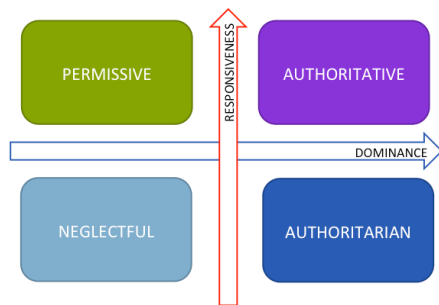 PERMISSIVE
RESPONSIVENESS
AUTHORITATIVE
DOMINANCE
NEGLECTFUL
AUTHORITARIAN